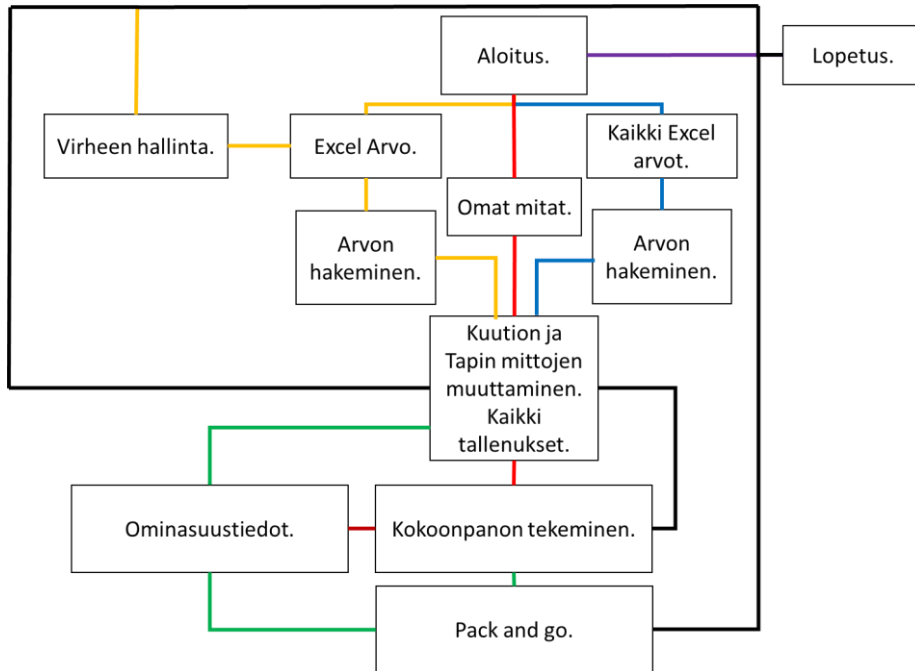 Aloitus.
Lopetus.
Virheen hallinta.
Excel Arvo.
Kaikki Excel
arvot.
Omat mitat.
Arvon
hakeminen.
Arvon
hakeminen.
Kuution ja
Tapin mittojen
muuttaminen.
Kaikki
tallenukset.
Ominasuustiedot.
Kokoonpanon tekeminen.
Pack and go.